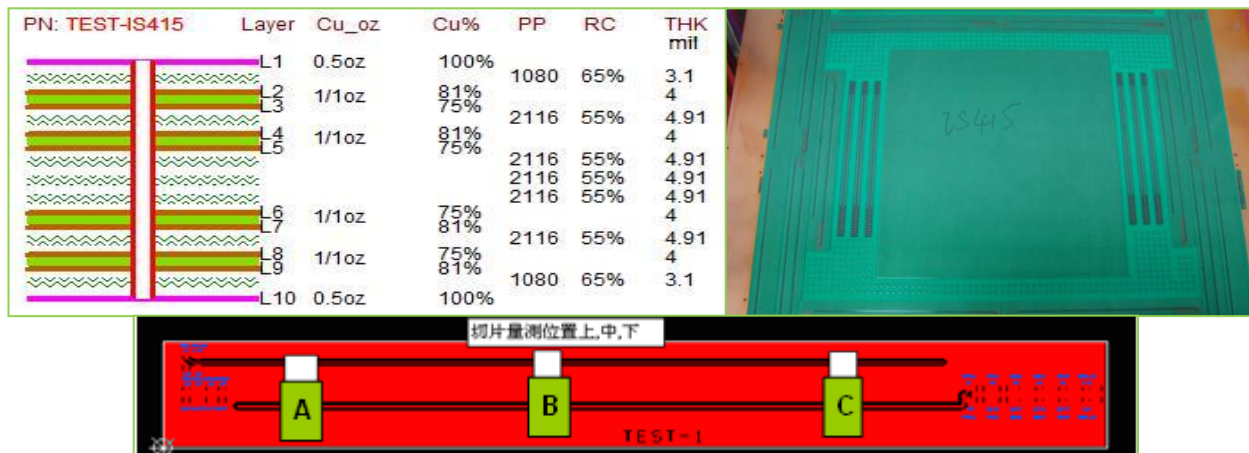 PN: TEST-IS415 Layer Cu_oz Cu% PP RC THK
mil
L1 0.5oz 100%
1080 65% 3.1
L2 81% 4
1/1oz
L3 75%
2116 55% 4.91
L4 81% 4
1/1oz
L5 75%
2116 55% 4.91
2116 55% 4.91
2116 55% 4.91
L6 75% 4
1/1oz
L7 81%
2116 55% 4.91
L8 75% 4
1/1oz
L9 81%
1080 65% 3.1
L10 0.5oz 100%
IS415
切片量测位置上,中,下
A B C
TEST-1